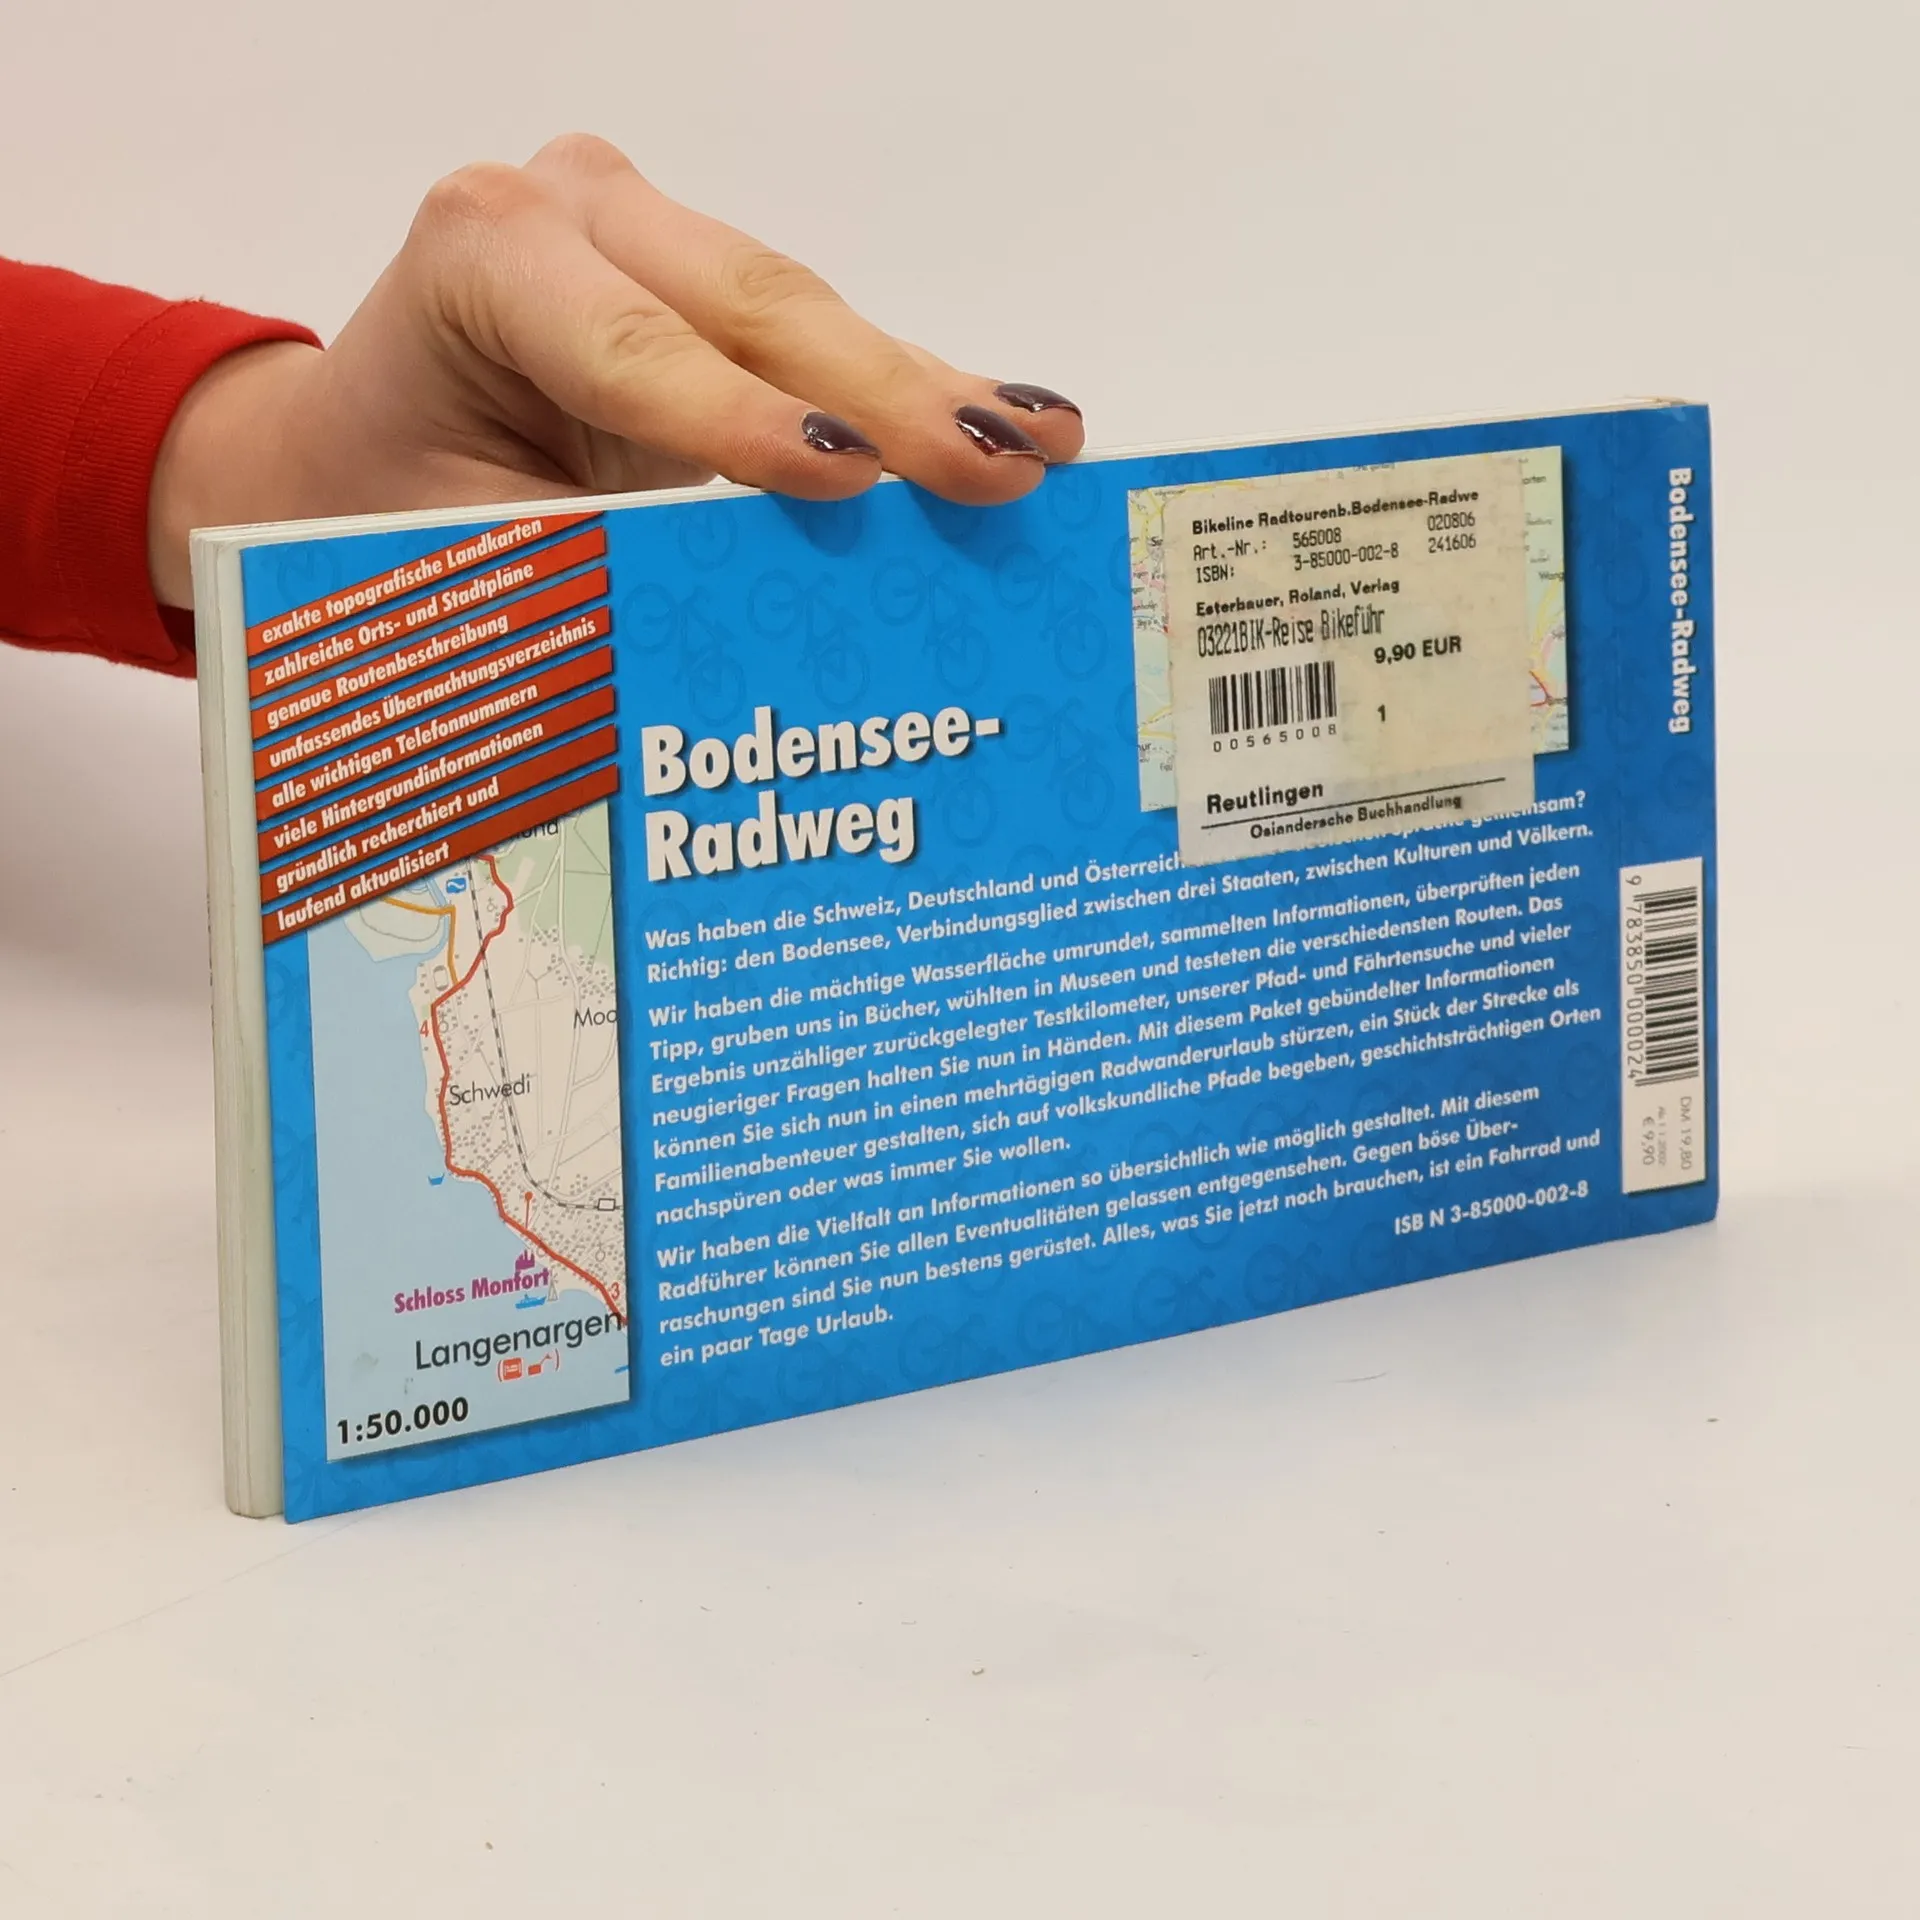 exakte topografische Landkarten
zahlreiche Orts- und Stadtpläne
genaue Routenbeschreibung
umfassendes Übernachtungsverzeichnis
alle wichtigen Telefonnummern
viele Hintergrundinformationen
gründlich recherchiert und
laufend aktualisiert
4
Schwedi
Moo
Schloss Monfort
3
Langenargen
1:50.000
Bodensee-
Radweg
Bikeline Radtourenb.Bodensee-Radwe
Art.-Nr.: 565008 020806
ISBN: 3-85000-002-8 241606
Esterbauer, Roland, Verlag
03221BIK-Reise Bikeführ
9,90 EUR
1
00565008
Reutlingen
Osiandersche Buchhandlung
Was haben die Schweiz, Deutschland und Österreich
Richtig: den Bodensee, Verbindungsglied zwischen drei Staaten, zwischen Kulturen und Völkern.
Wir haben die mächtige Wasserfläche umrundet, sammelten Informationen, überprüften jeden
Tipp, gruben uns in Bücher, wühlten in Museen und testeten die verschiedensten Routen. Das
Ergebnis unzähliger zurückgelegter Testkilometer, unserer Pfad- und Fährtensuche und vieler
neugieriger Fragen halten Sie nun in Händen. Mit diesem Paket gebündelter Informationen
können Sie sich nun in einen mehrtägigen Radwanderurlaub stürzen, ein Stück der Strecke als
Familienabenteuer gestalten, sich auf volkskundliche Pfade begeben, geschichtsträchtigen Orten
nachspüren oder was immer Sie wollen.
Wir haben die Vielfalt an Informationen so übersichtlich wie möglich gestaltet. Mit diesem
Radführer können Sie allen Eventualitäten gelassen entgegensehen. Gegen böse Über-
raschungen sind Sie nun bestens gerüstet. Alles, was Sie jetzt noch brauchen, ist ein Fahrrad und
ein paar Tage Urlaub.
ISB N 3-85000-002-8
Bodensee-Radweg
9 783850 000024
DM 19,80
€ 9,90